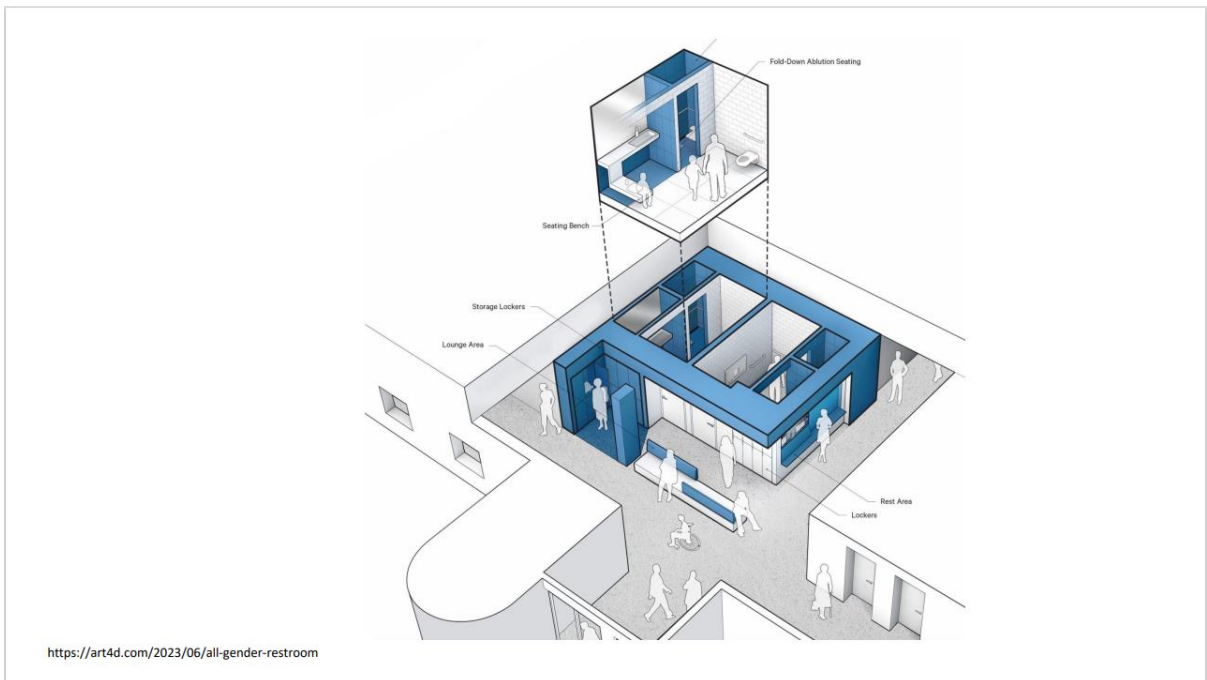 Fold-Down Ablution Seating
Seating Bench
Storage Lockers
Lounge Area
Rest Area
Lockers
https://art4d.com/2023/06/all-gender-restroom